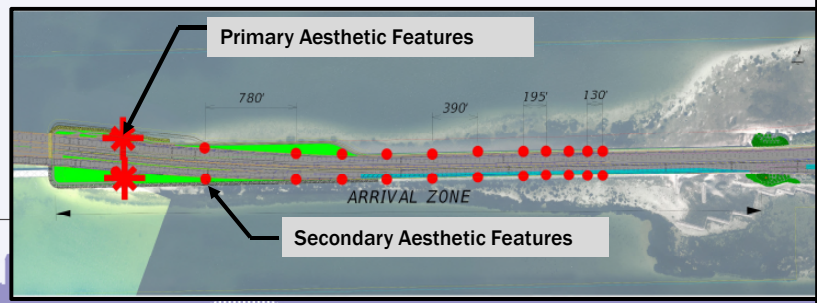 Primary Aesthetic Features
780'
390'
195'
130'
ARRIVAL ZONE
Secondary Aesthetic Features